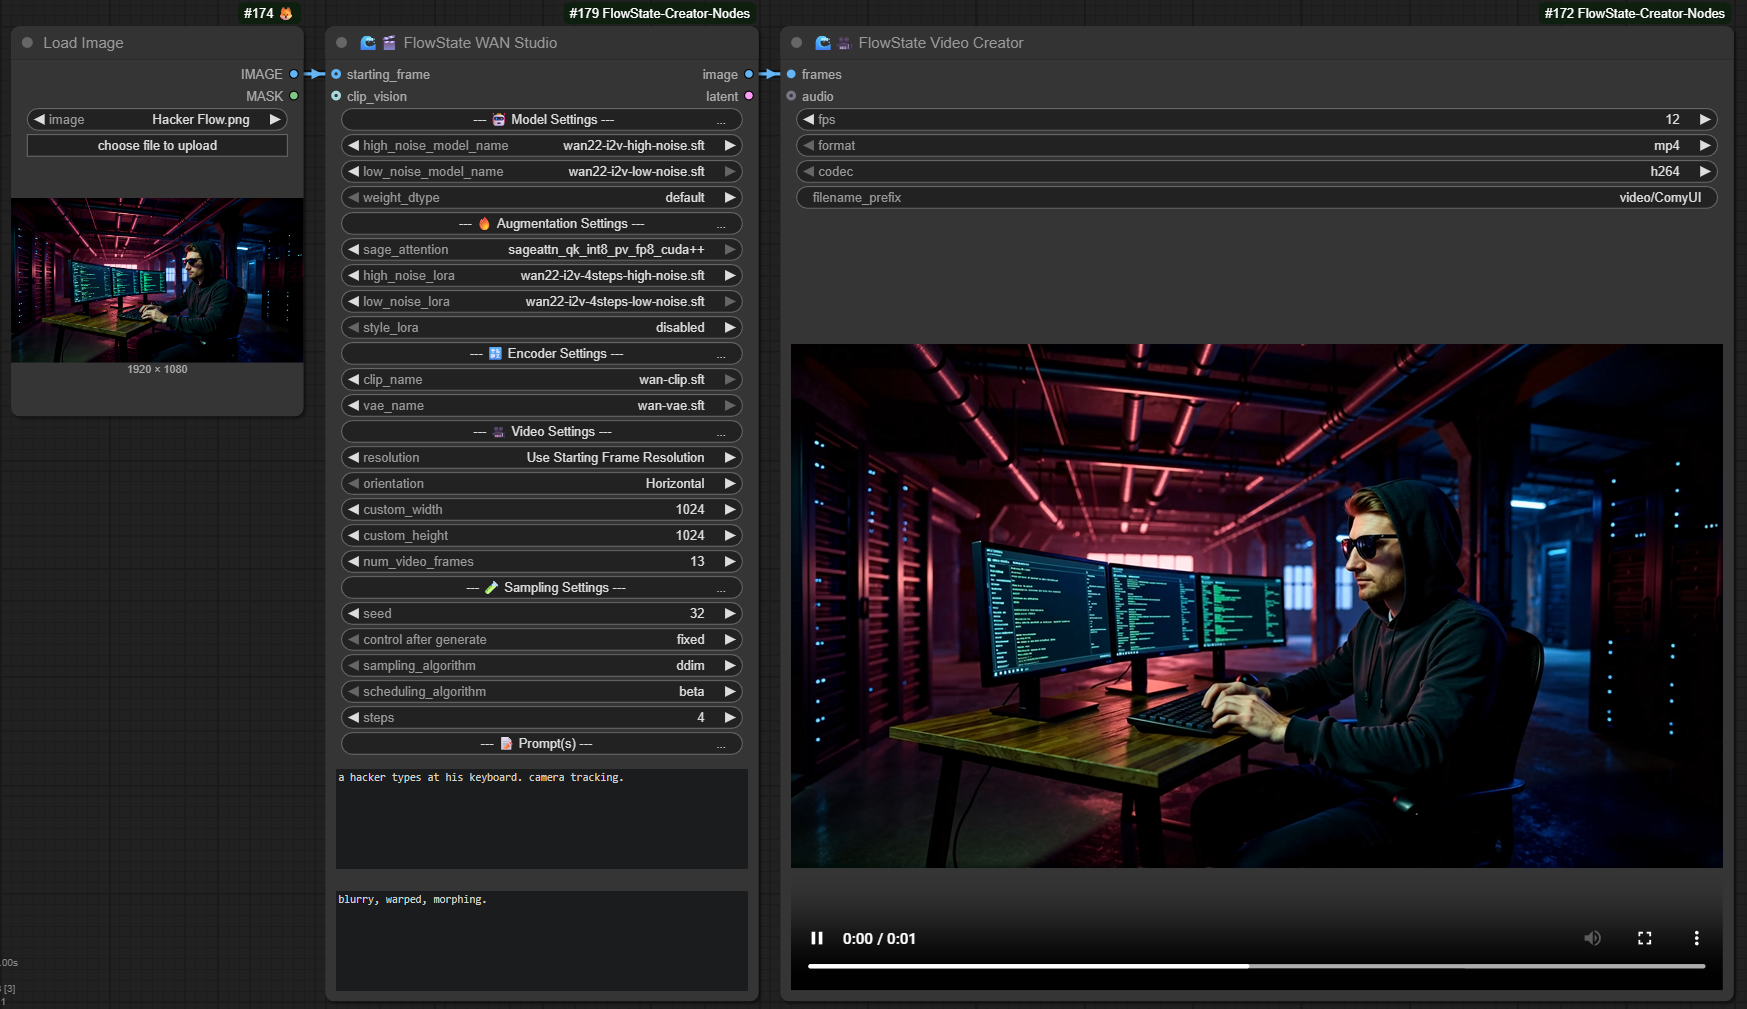 #174 🦊
Load Image
IMAGE
MASK
image Hacker Flow.png
choose file to upload
1920 × 1080
#179 FlowState-Creator-Nodes
🌊 🎬 FlowState WAN Studio
starting_frame image
clip_vision latent
--- 🤖 Model Settings --- ...
high_noise_model_name wan22-i2v-high-noise.sft
low_noise_model_name wan22-i2v-low-noise.sft
weight_dtype default
--- 🔥 Augmentation Settings --- ...
sage_attention sageattn_qk_int8_pv_fp8_cuda++
high_noise_lora wan22-i2v-4steps-high-noise.sft
low_noise_lora wan22-i2v-4steps-low-noise.sft
style_lora disabled
--- 🔢 Encoder Settings --- ...
clip_name wan-clip.sft
vae_name wan-vae.sft
--- 🎥 Video Settings --- ...
resolution Use Starting Frame Resolution
orientation Horizontal
custom_width 1024
custom_height 1024
num_video_frames 13
--- 🧪 Sampling Settings --- ...
seed 32
control after generate fixed
sampling_algorithm ddim
scheduling_algorithm beta
steps 4
--- 📝 Prompt(s) --- ...
a hacker types at his keyboard. camera tracking.
blurry, warped, morphing.
#172 FlowState-Creator-Nodes
🌊 🎥 FlowState Video Creator
frames
audio
fps 12
format mp4
codec h264
filename_prefix video/ComyUI
0:00 / 0:01
.00s
[3]
1